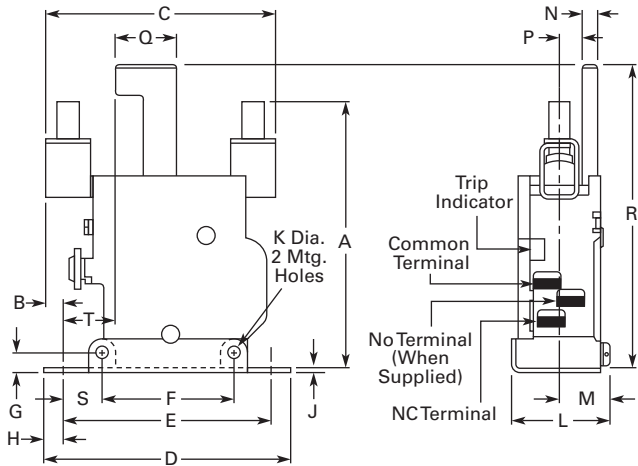 C
N
Q
P
Trip
Indicator
K Dia.
2 Mtg.
Holes
A
R
Common
Terminal
B
T
No Terminal
(When
Supplied)
G
S
F
J
NC Terminal
M
E
L
H
D